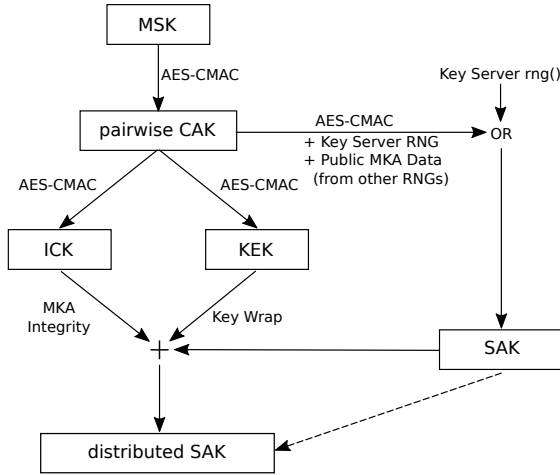 MSK
AES-CMAC
Key Server rng()
pairwise CAK
AES-CMAC
+ Key Server RNG
+ Public MKA Data
(from other RNGs)
OR
AES-CMAC
AES-CMAC
ICK
KEK
MKA
Integrity
Key Wrap
+
SAK
distributed SAK